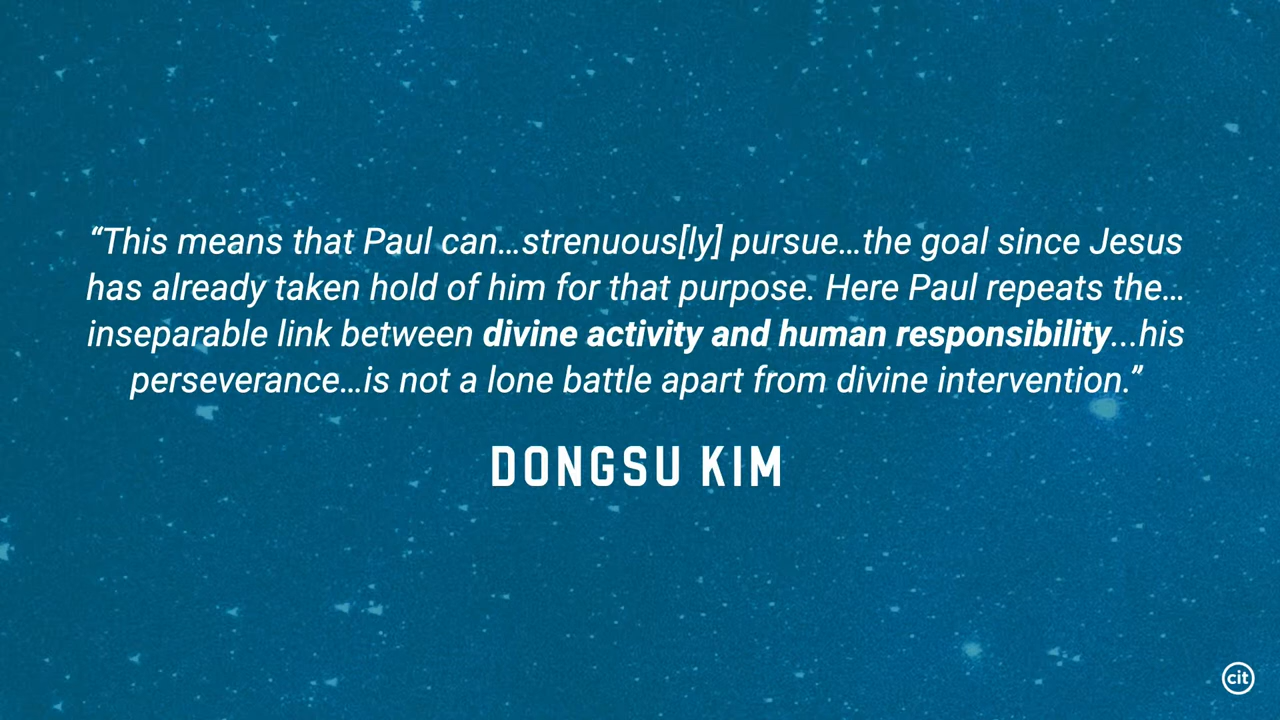 “This means that Paul can…strenuous[ly] pursue…the goal since Jesus
has already taken hold of him for that purpose. Here Paul repeats the…
inseparable link between divine activity and human responsibility...his
perseverance…is not a lone battle apart from divine intervention.”
DONGSU KIM
cit